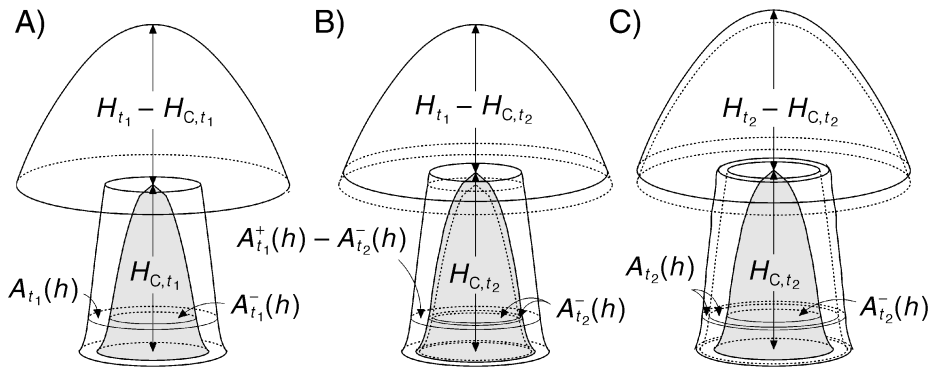 A)
B)
C)
H_{t_1} – H_{C,t_1}
H_{t_1} – H_{C,t_2}
H_{t_2} – H_{C,t_2}
A^+_{t_1}(h) – A^-_{t_2}(h)
H_{C,t_1}
H_{C,t_2}
H_{C,t_2}
A_{t_1}(h)
A^-_{t_1}(h)
A^-_{t_2}(h)
A_{t_2}(h)
A^-_{t_2}(h)